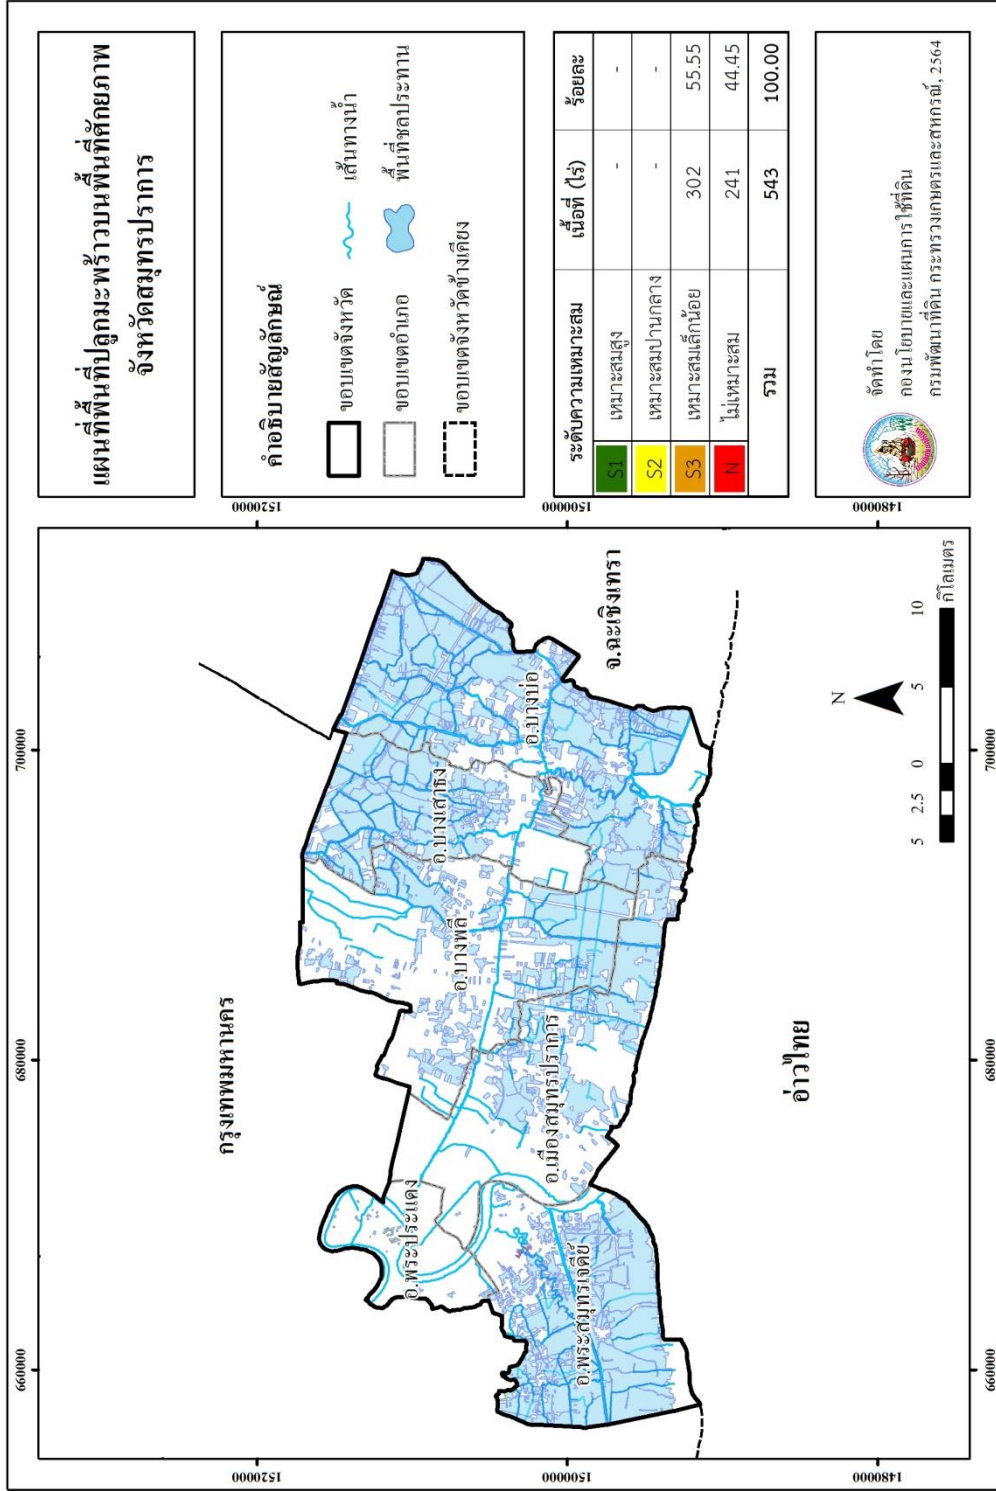 แผนที่พื้นที่ปลูกมะพร้าวบนพื้นที่ศักยภาพ
จังหวัดสมุทรปราการ
คำอธิบายสัญลักษณ์
ขอบเขตจังหวัด เส้นทางน้ำ
ขอบเขตอำเภอ พื้นที่ชลประทาน
ขอบเขตจังหวัดข้างเคียง
ระดับความเหมาะสม เนื้อที่ (ไร่) ร้อยละ
S1 เหมาะสมสูง - -
S2 เหมาะสมปานกลาง - -
S3 เหมาะสมเล็กน้อย 302 55.55
N ไม่เหมาะสม 241 44.45
รวม 543 100.00
จัดทำโดย
กองนโยบายและแผนการใช้ที่ดิน
กรมพัฒนาที่ดิน กระทรวงเกษตรและสหกรณ์, 2564
660000 680000 700000
1520000 1520000
1500000 1500000
1480000 1480000
กรุงเทพมหานคร
อ.พระประแดง
อ.บางพลี
อ.บางเสาธง
อ.บางบ่อ
อ.เมืองสมุทรปราการ
อ.พระสมุทรเจดีย์
จ.ฉะเชิงเทรา
อ่าวไทย
N
5 2.5 0 5 10
กิโลเมตร
660000 680000 700000